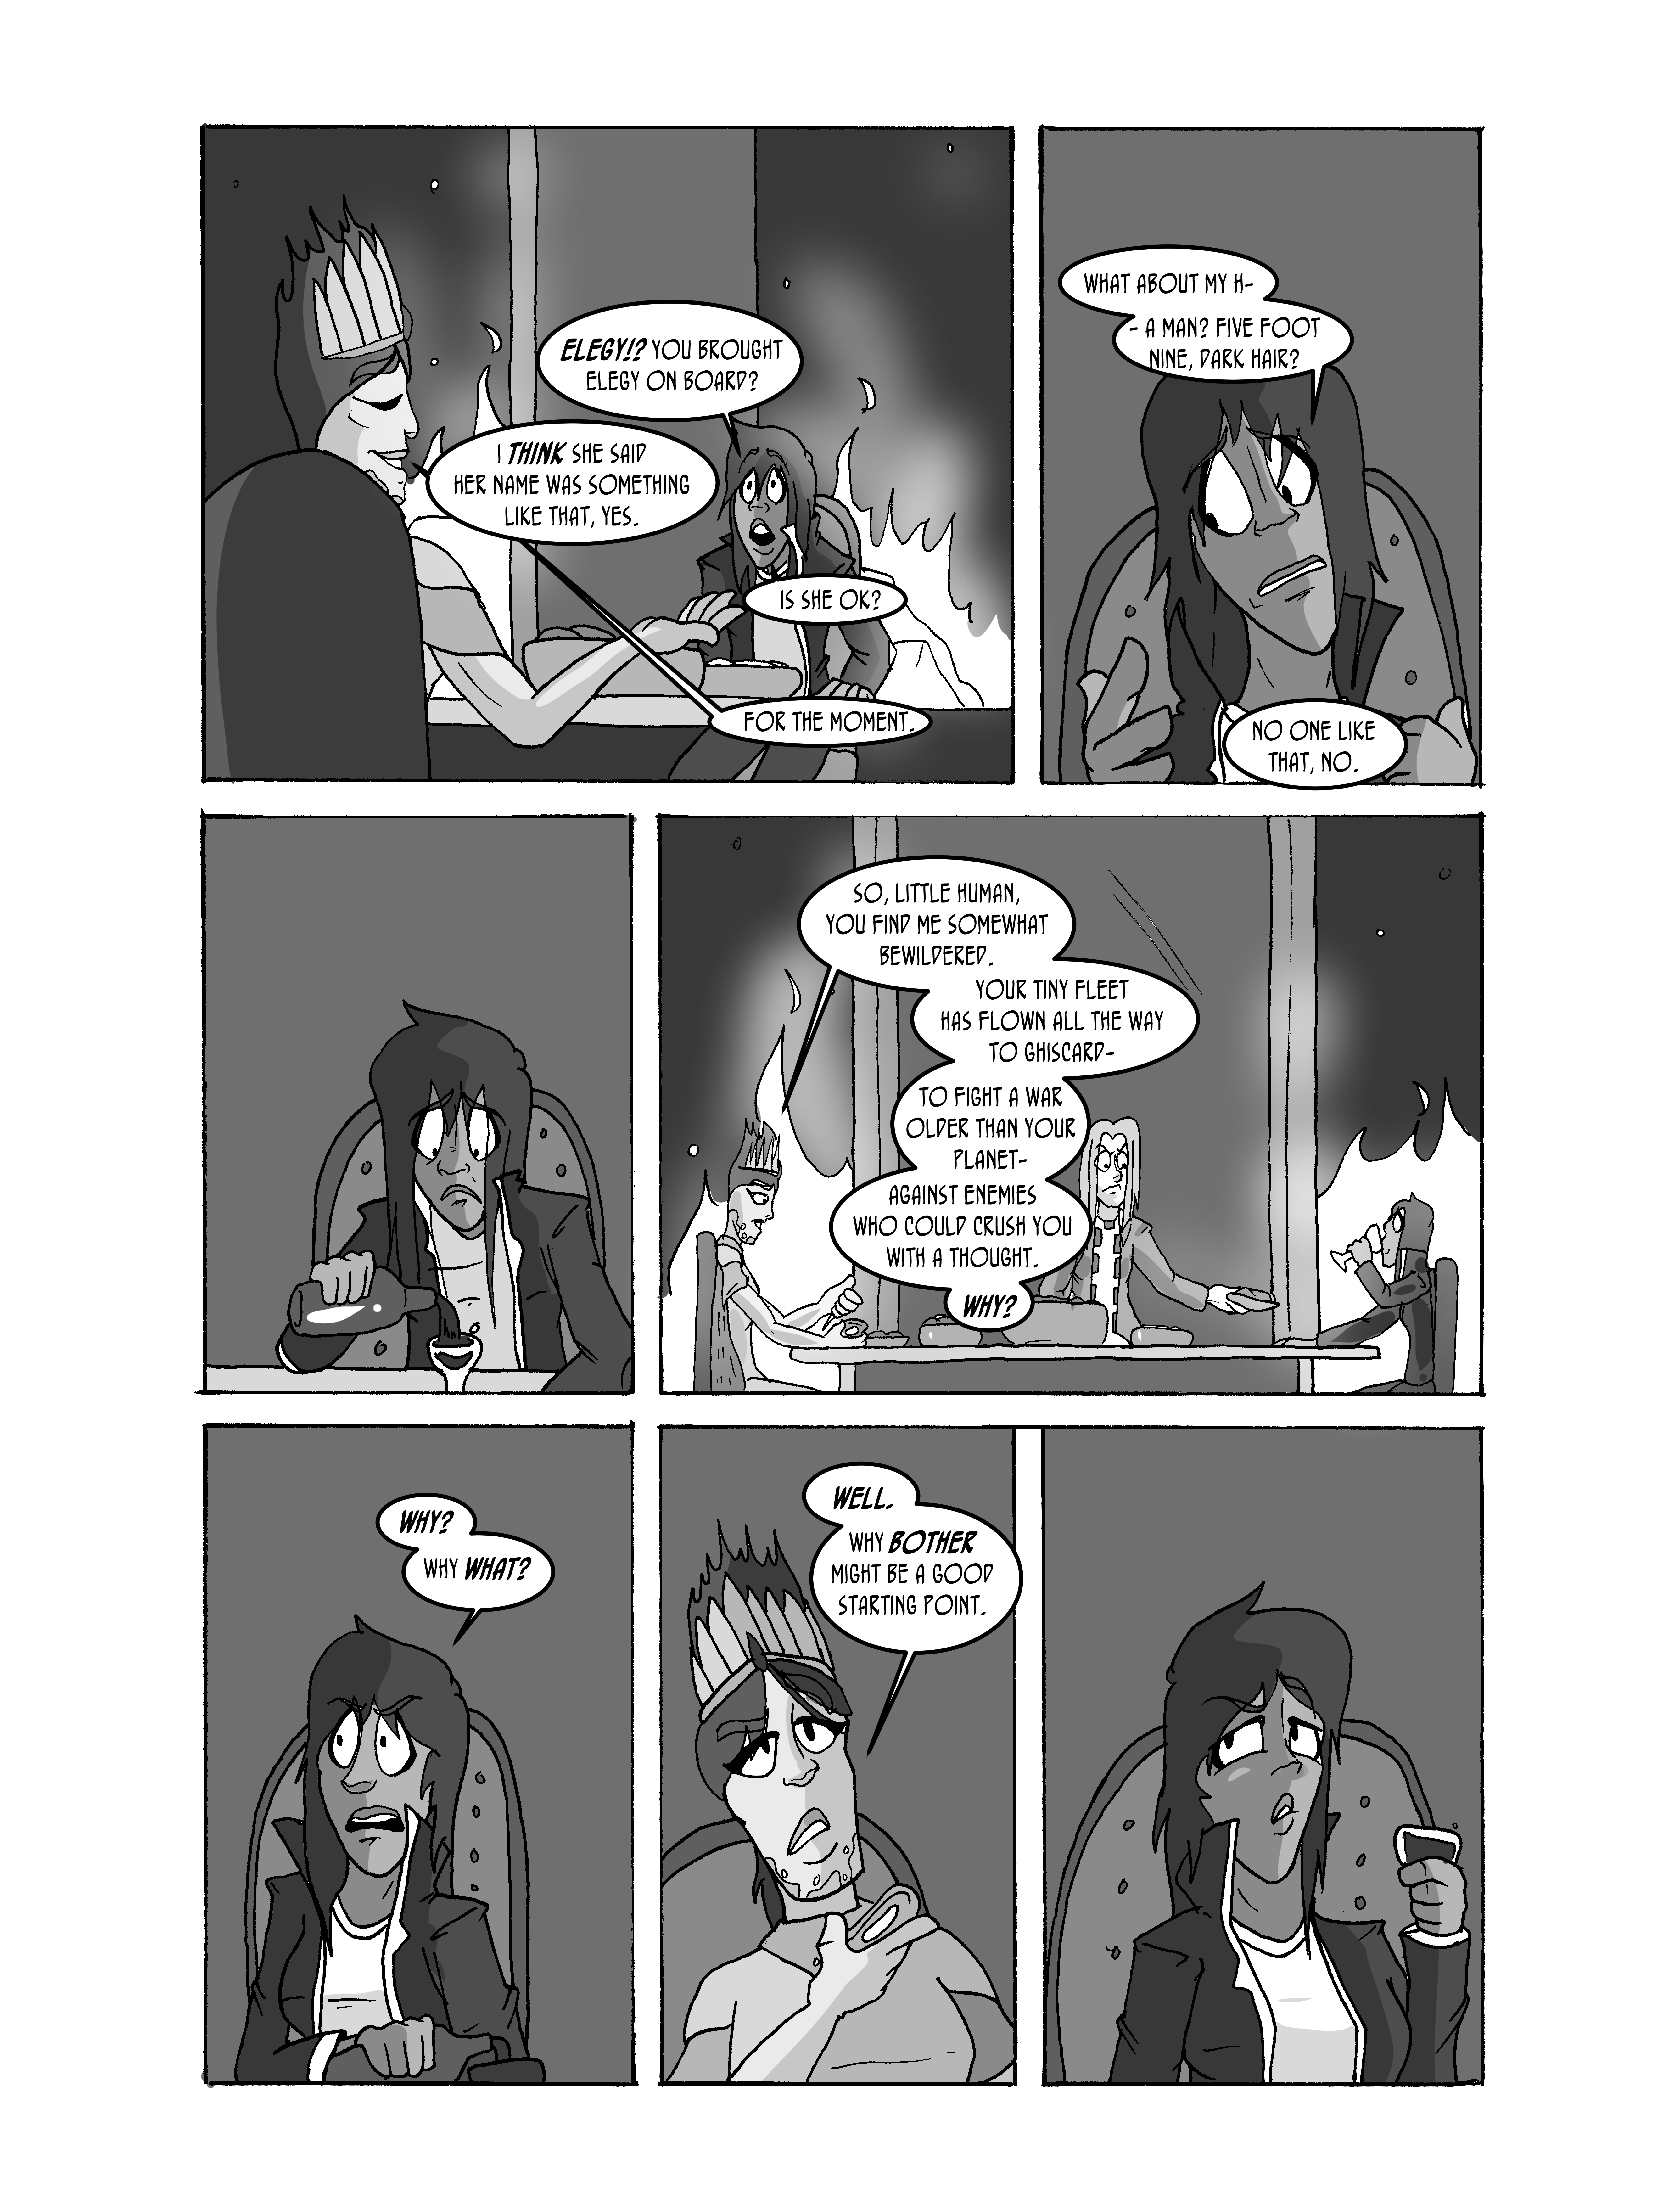 ELEGY!? YOU BROUGHT
ELEGY ON BOARD?
I THINK SHE SAID
HER NAME WAS SOMETHING
LIKE THAT, YES.
IS SHE OK?
FOR THE MOMENT.
WHAT ABOUT MY H-
- A MAN? FIVE FOOT
NINE, DARK HAIR?
NO ONE LIKE
THAT, NO.
SO, LITTLE HUMAN,
YOU FIND ME SOMEWHAT
BEWILDERED.
YOUR TINY FLEET
HAS FLOWN ALL THE WAY
TO GHISCARD-
TO FIGHT A WAR
OLDER THAN YOUR
PLANET-
AGAINST ENEMIES
WHO COULD CRUSH YOU
WITH A THOUGHT.
WHY?
WHY?
WHY WHAT?
WELL.
WHY BOTHER
MIGHT BE A GOOD
STARTING POINT.